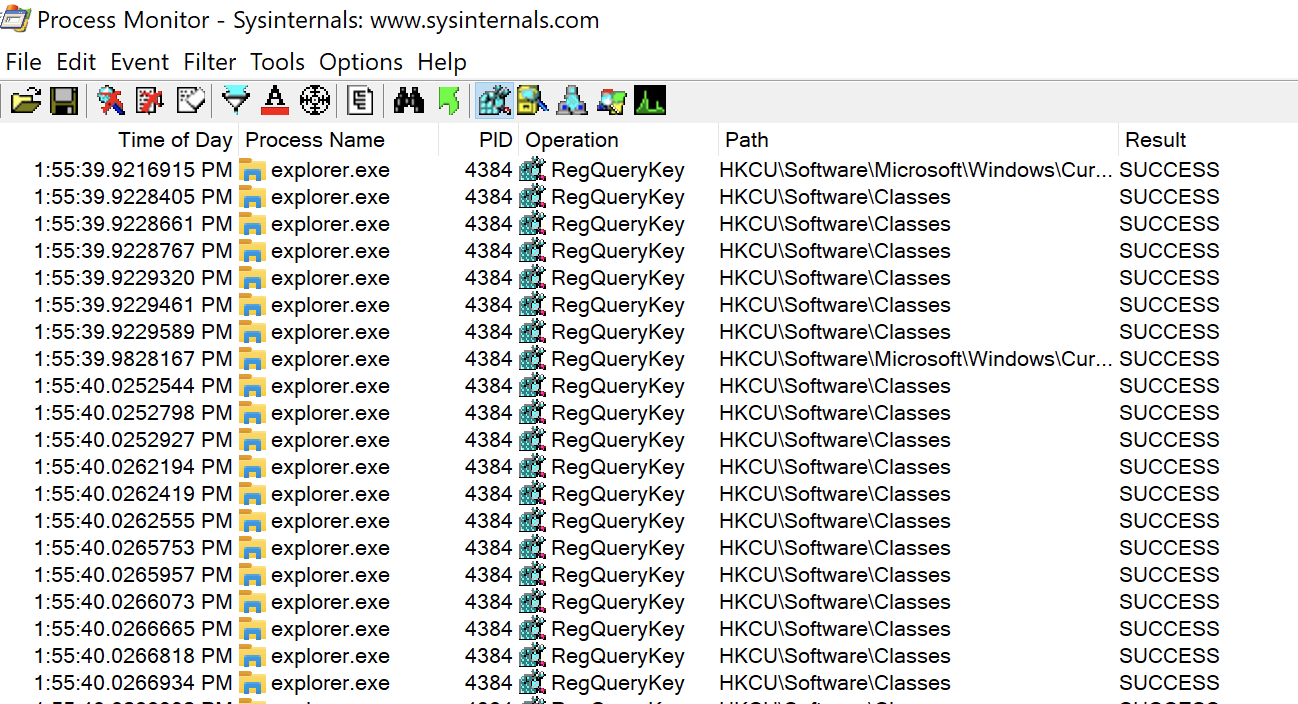 Process Monitor - Sysinternals: www.sysinternals.com
File Edit Event Filter Tools Options Help
Time of Day Process Name PID Operation Path Result
1:55:39.9216915 PM explorer.exe 4384 RegQueryKey HKCU\Software\Microsoft\Windows\Cur... SUCCESS
1:55:39.9228405 PM explorer.exe 4384 RegQueryKey HKCU\Software\Classes SUCCESS
1:55:39.9228661 PM explorer.exe 4384 RegQueryKey HKCU\Software\Classes SUCCESS
1:55:39.9228767 PM explorer.exe 4384 RegQueryKey HKCU\Software\Classes SUCCESS
1:55:39.9229320 PM explorer.exe 4384 RegQueryKey HKCU\Software\Classes SUCCESS
1:55:39.9229461 PM explorer.exe 4384 RegQueryKey HKCU\Software\Classes SUCCESS
1:55:39.9229589 PM explorer.exe 4384 RegQueryKey HKCU\Software\Classes SUCCESS
1:55:39.9828167 PM explorer.exe 4384 RegQueryKey HKCU\Software\Microsoft\Windows\Cur... SUCCESS
1:55:40.0252544 PM explorer.exe 4384 RegQueryKey HKCU\Software\Classes SUCCESS
1:55:40.0252798 PM explorer.exe 4384 RegQueryKey HKCU\Software\Classes SUCCESS
1:55:40.0252927 PM explorer.exe 4384 RegQueryKey HKCU\Software\Classes SUCCESS
1:55:40.0262194 PM explorer.exe 4384 RegQueryKey HKCU\Software\Classes SUCCESS
1:55:40.0262419 PM explorer.exe 4384 RegQueryKey HKCU\Software\Classes SUCCESS
1:55:40.0262555 PM explorer.exe 4384 RegQueryKey HKCU\Software\Classes SUCCESS
1:55:40.0265753 PM explorer.exe 4384 RegQueryKey HKCU\Software\Classes SUCCESS
1:55:40.0265957 PM explorer.exe 4384 RegQueryKey HKCU\Software\Classes SUCCESS
1:55:40.0266073 PM explorer.exe 4384 RegQueryKey HKCU\Software\Classes SUCCESS
1:55:40.0266665 PM explorer.exe 4384 RegQueryKey HKCU\Software\Classes SUCCESS
1:55:40.0266818 PM explorer.exe 4384 RegQueryKey HKCU\Software\Classes SUCCESS
1:55:40.0266934 PM explorer.exe 4384 RegQueryKey HKCU\Software\Classes SUCCESS